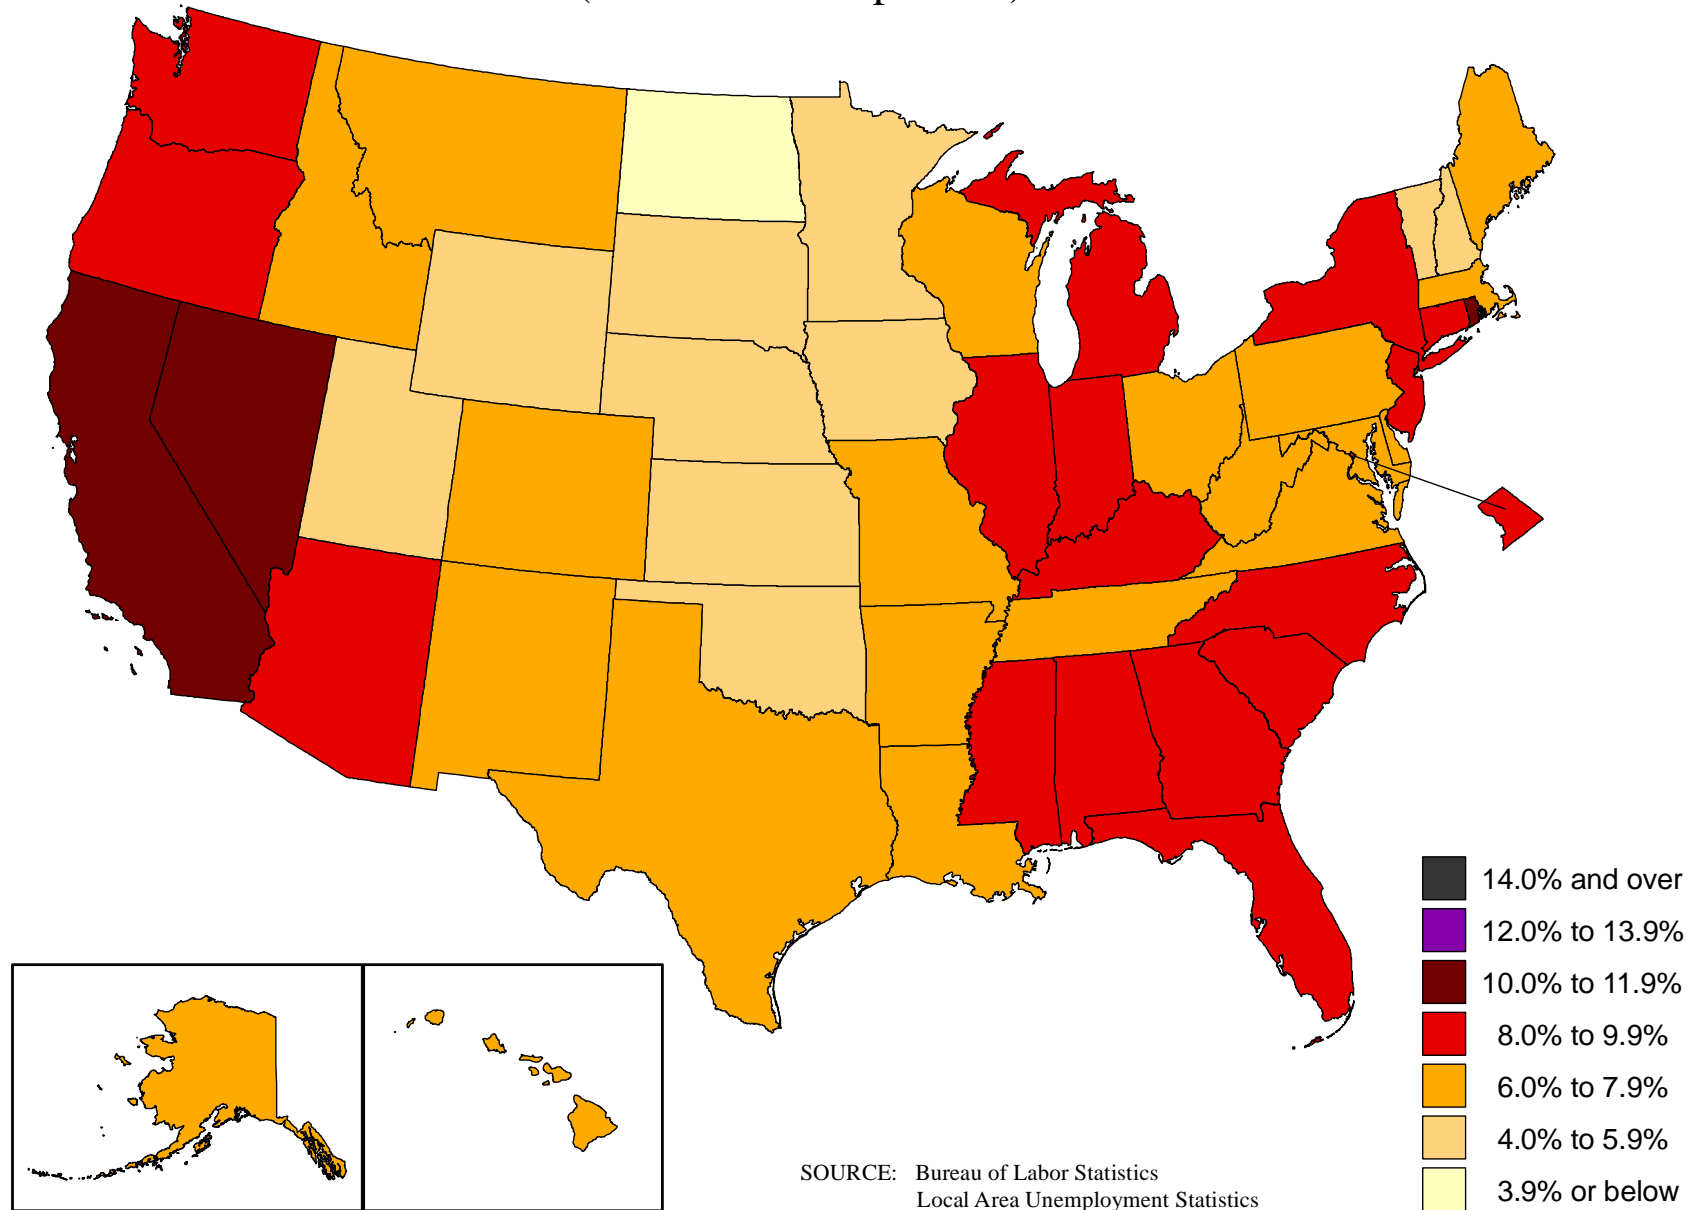 14.0% and over
12.0% to 13.9%
10.0% to 11.9%
8.0% to 9.9%
6.0% to 7.9%
4.0% to 5.9%
3.9% or below
SOURCE: Bureau of Labor Statistics
Local Area Unemployment Statistics